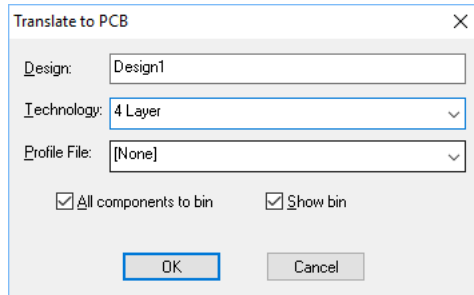 Translate to PCB
Design: Design1
Technology: 4 Layer
Profile File: [None]
All components to bin Show bin
OK Cancel